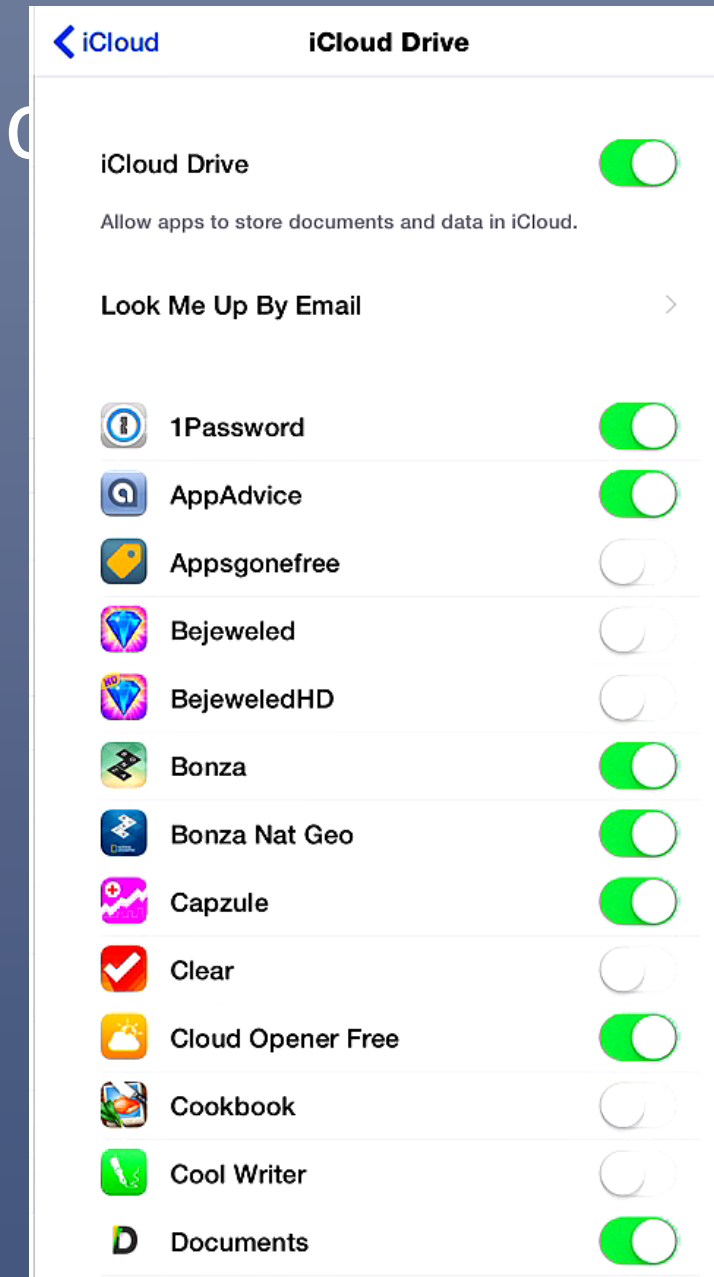 iCloud
iCloud Drive
iCloud Drive
Allow apps to store documents and data in iCloud.
Look Me Up By Email
1Password
AppAdvice
Appsgonefree
Bejeweled
HD
BejeweledHD
Bonza
Bonza Nat Geo
Capzule
Clear
Cloud Opener Free
Cookbook
Cool Writer
D
Documents